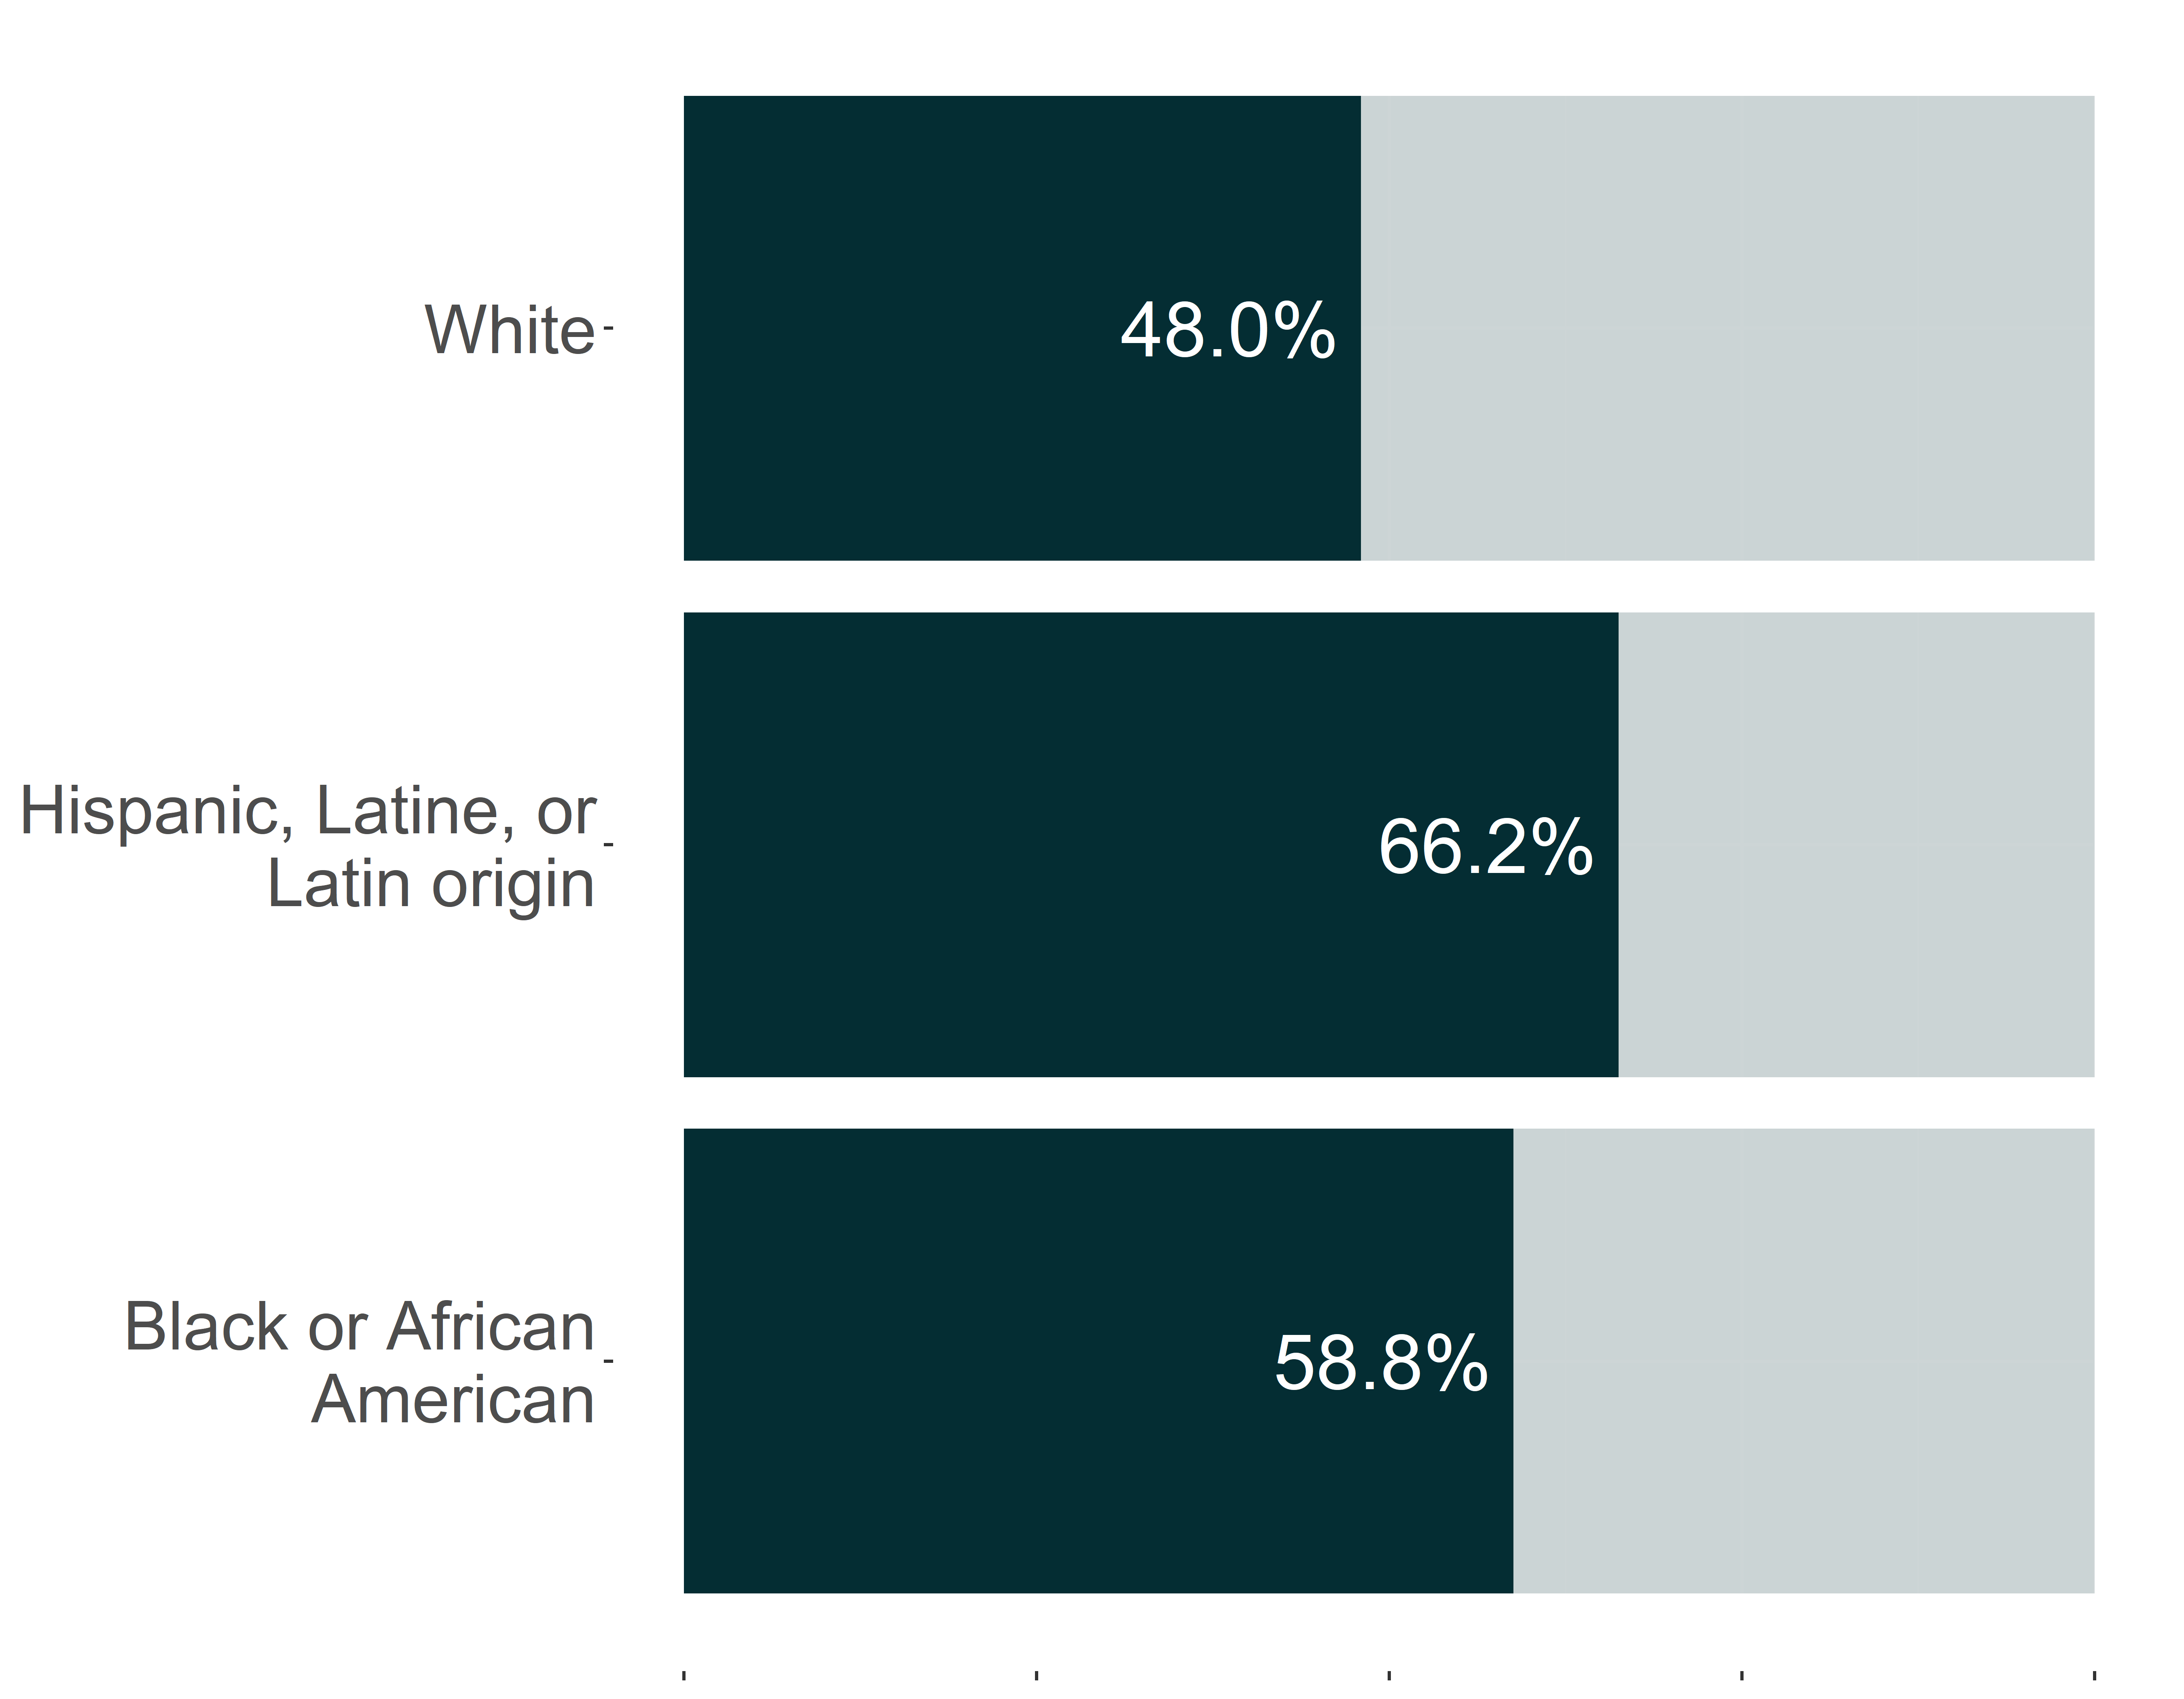 White
48.0%
Hispanic, Latine, or
Latin origin
66.2%
Black or African
American
58.8%